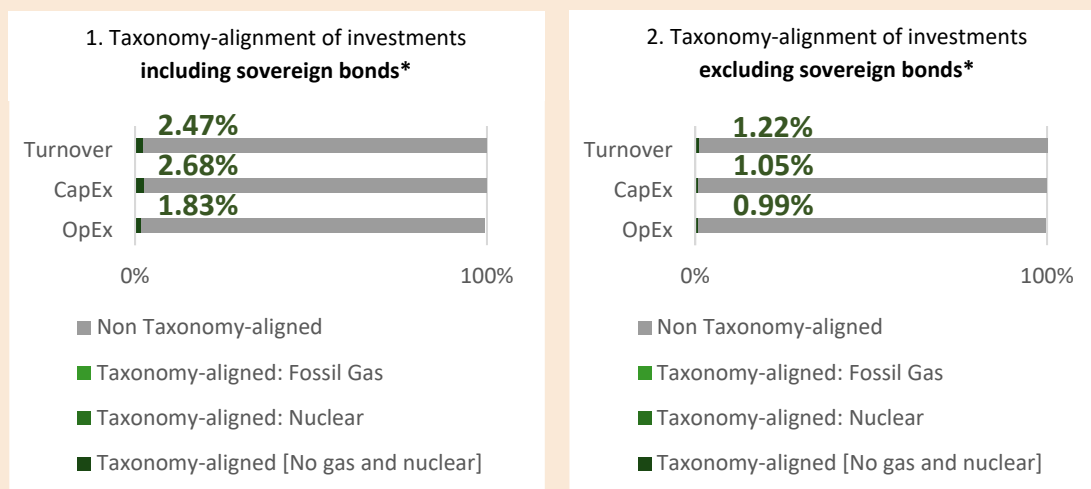 1. Taxonomy-alignment of investments
including sovereign bonds*
2.47%
Turnover
2.68%
CapEx
1.83%
OpEx
0%
100%
Non Taxonomy-aligned
Taxonomy-aligned: Fossil Gas
Taxonomy-aligned: Nuclear
Taxonomy-aligned [No gas and nuclear]
2. Taxonomy-alignment of investments
excluding sovereign bonds*
1.22%
Turnover
1.05%
CapEx
0.99%
OpEx
0%
100%
Non Taxonomy-aligned
Taxonomy-aligned: Fossil Gas
Taxonomy-aligned: Nuclear
Taxonomy-aligned [No gas and nuclear]